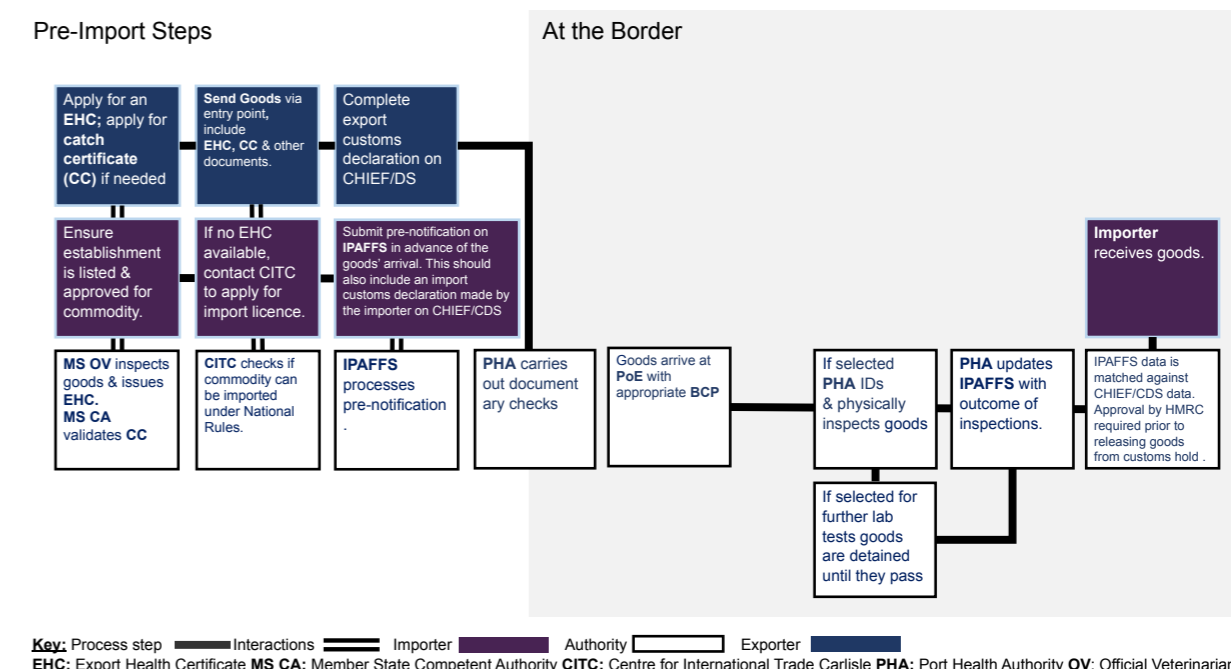 Pre-Import Steps
At the Border
Apply for an
EHC; apply for
catch
certificate
(CC) if needed
Send Goods via
entry point,
include
EHC, CC & other
documents.
Complete
export
customs
declaration on
CHIEF/DS
Ensure
establishment
is listed &
approved for
commodity.
If no EHC
available,
contact CITC
to apply for
import licence.
Submit pre-notification on
IPAFFS in advance of the
goods' arrival. This should
also include an import
customs declaration made by
the importer on CHIEF/CDS
Importer
receives goods.
MS OV inspects
goods & issues
EHC.
MS CA
validates CC
CITC checks if
commodity can
be imported
under National
Rules.
IPAFFS
processes
pre-notification
.
PHA carries
out document
ary checks
Goods arrive at
PoE with
appropriate BCP
If selected
PHA IDs
& physically
inspects goods
PHA updates
IPAFFS with
outcome of
inspections.
IPAFFS data is
matched against
CHIEF/CDS data.
Approval by HMRC
required prior to
releasing goods
from customs hold .
If selected for
further lab
tests goods
are detained
until they pass
Key: Process step Interactions Importer Authority Exporter
EHC: Export Health Certificate MS CA: Member State Competent Authority CITC: Centre for International Trade Carlisle PHA: Port Health Authority OV: Official Veterinarian